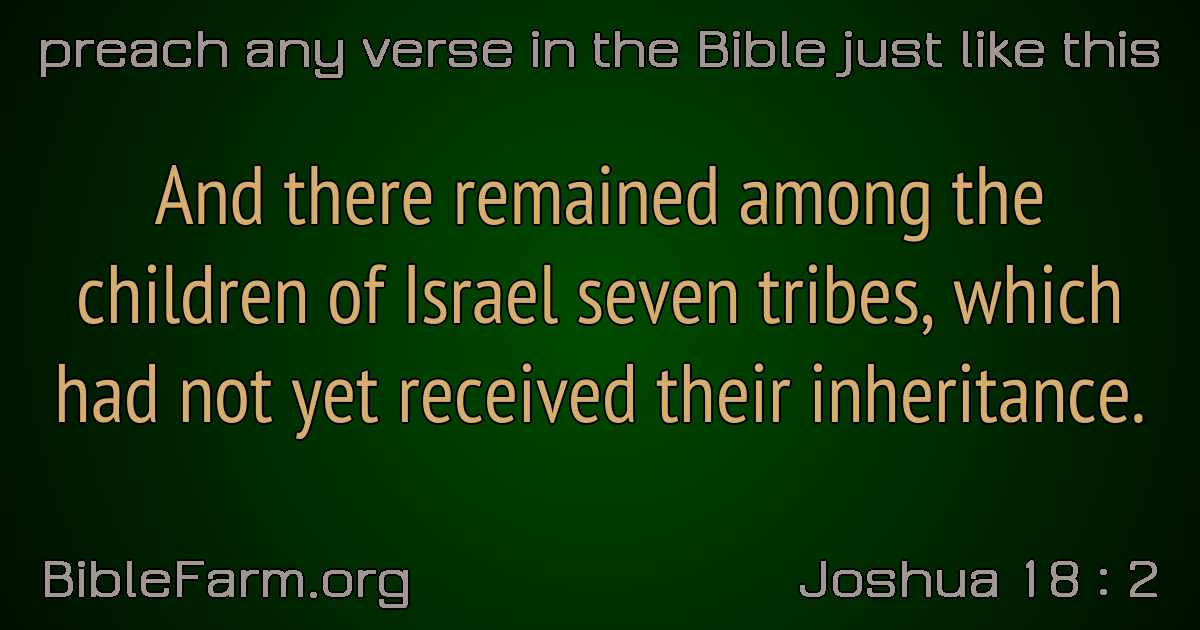 preach any verse in the Bible just like this
And there remained among the
children of Israel seven tribes, which
had not yet received their inheritance.
BibleFarm.org
Joshua 18 : 2